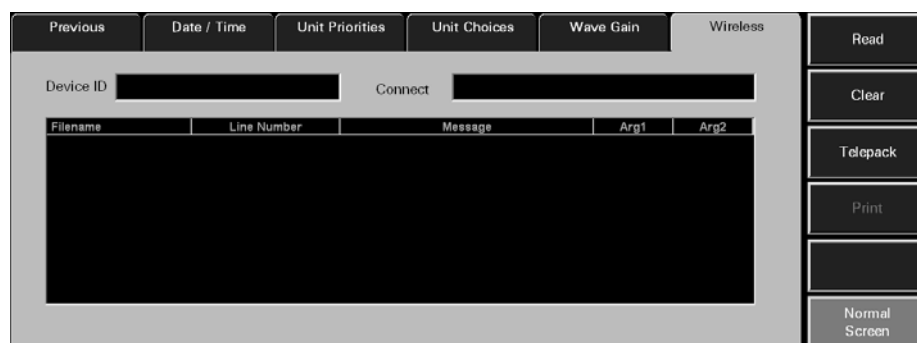 Previous Date / Time Unit Priorities Unit Choices Wave Gain Wireless
Read
Device ID Connect
Clear
Filename Line Number Message Arg1 Arg2
Telepack
Print
Normal
Screen